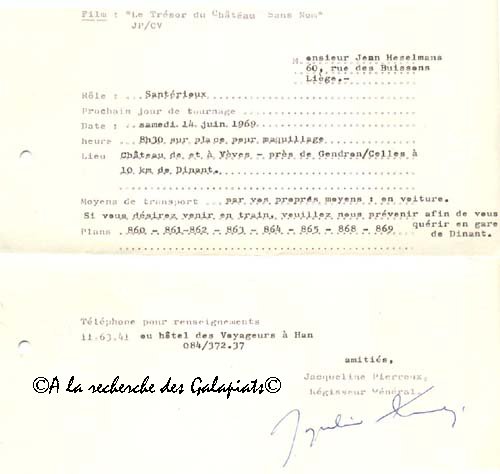 Film : "Le Trésor du Château Sans Nom"
JP/CV
Monsieur Jean Heselmans
60, rue des Buissons
Liège.-
Rôle : ... Santérieux
Prochain jour de tournage
Date : samedi 14 juin 1969
heure 8h30 sur place pour maquillage
Lieu Château de et à Vèves - près de Gendron/Celles à
10 km de Dinant.
Moyens de transport ... par vos propres moyens : en voiture.
Si vous désirez venir en train, veuillez nous prévenir afin de vous
quérir en gare
de Dinant.
Plans 860 - 861-862 - 863 - 864 - 865 - 868 - 869
Téléphone pour renseignements
11.63.41 ou hôtel des Voyageurs à Han
084/372.37
amitiés,
Jacqueline Pierreux,
Régisseur Général.
©A la recherche des Galapiats©